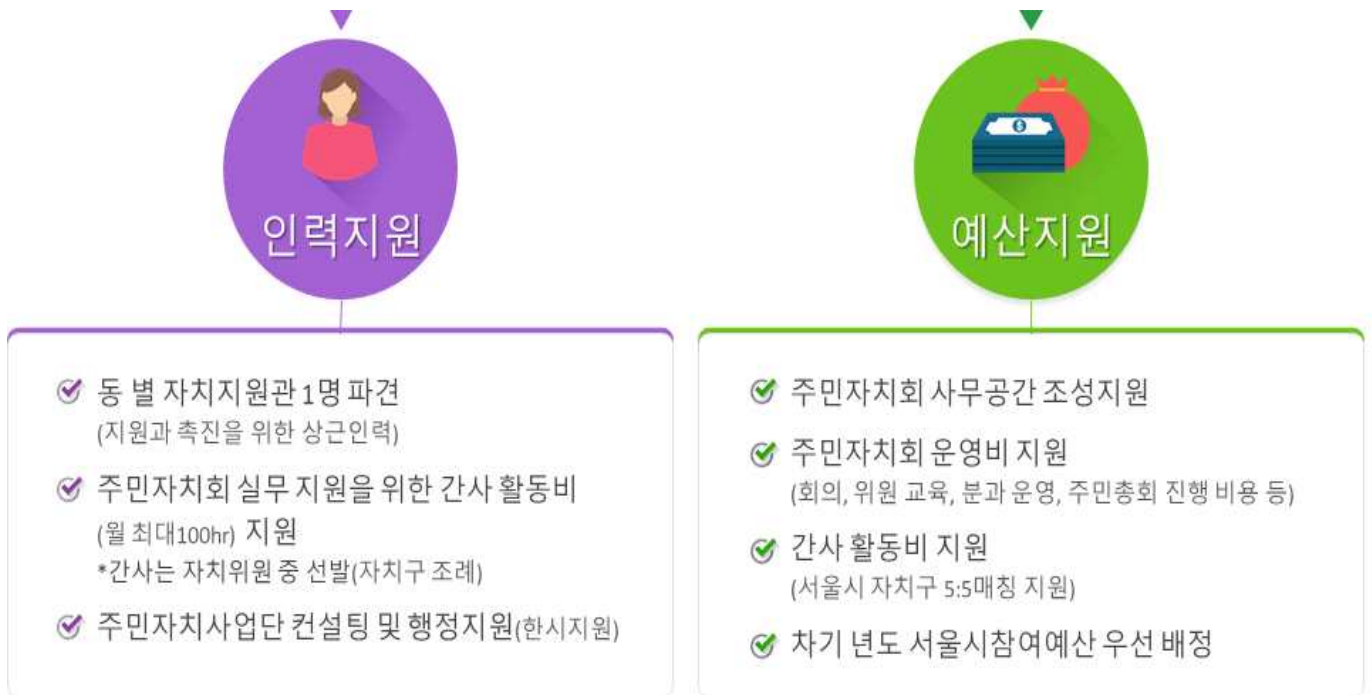 인력지원
동 별 자치지원관 1명 파견
(지원과 촉진을 위한 상근인력)
주민자치회 실무 지원을 위한 간사 활동비
(월 최대100hr) 지원
*간사는 자치위원 중 선발(자치구 조례)
주민자치사업단 컨설팅 및 행정지원(한시지원)
예산지원
주민자치회 사무공간 조성지원
주민자치회 운영비 지원
(회의, 위원 교육, 분과 운영, 주민총회 진행 비용 등)
간사 활동비 지원
(서울시 자치구 5:5매칭 지원)
차기 년도 서울시참여예산 우선 배정